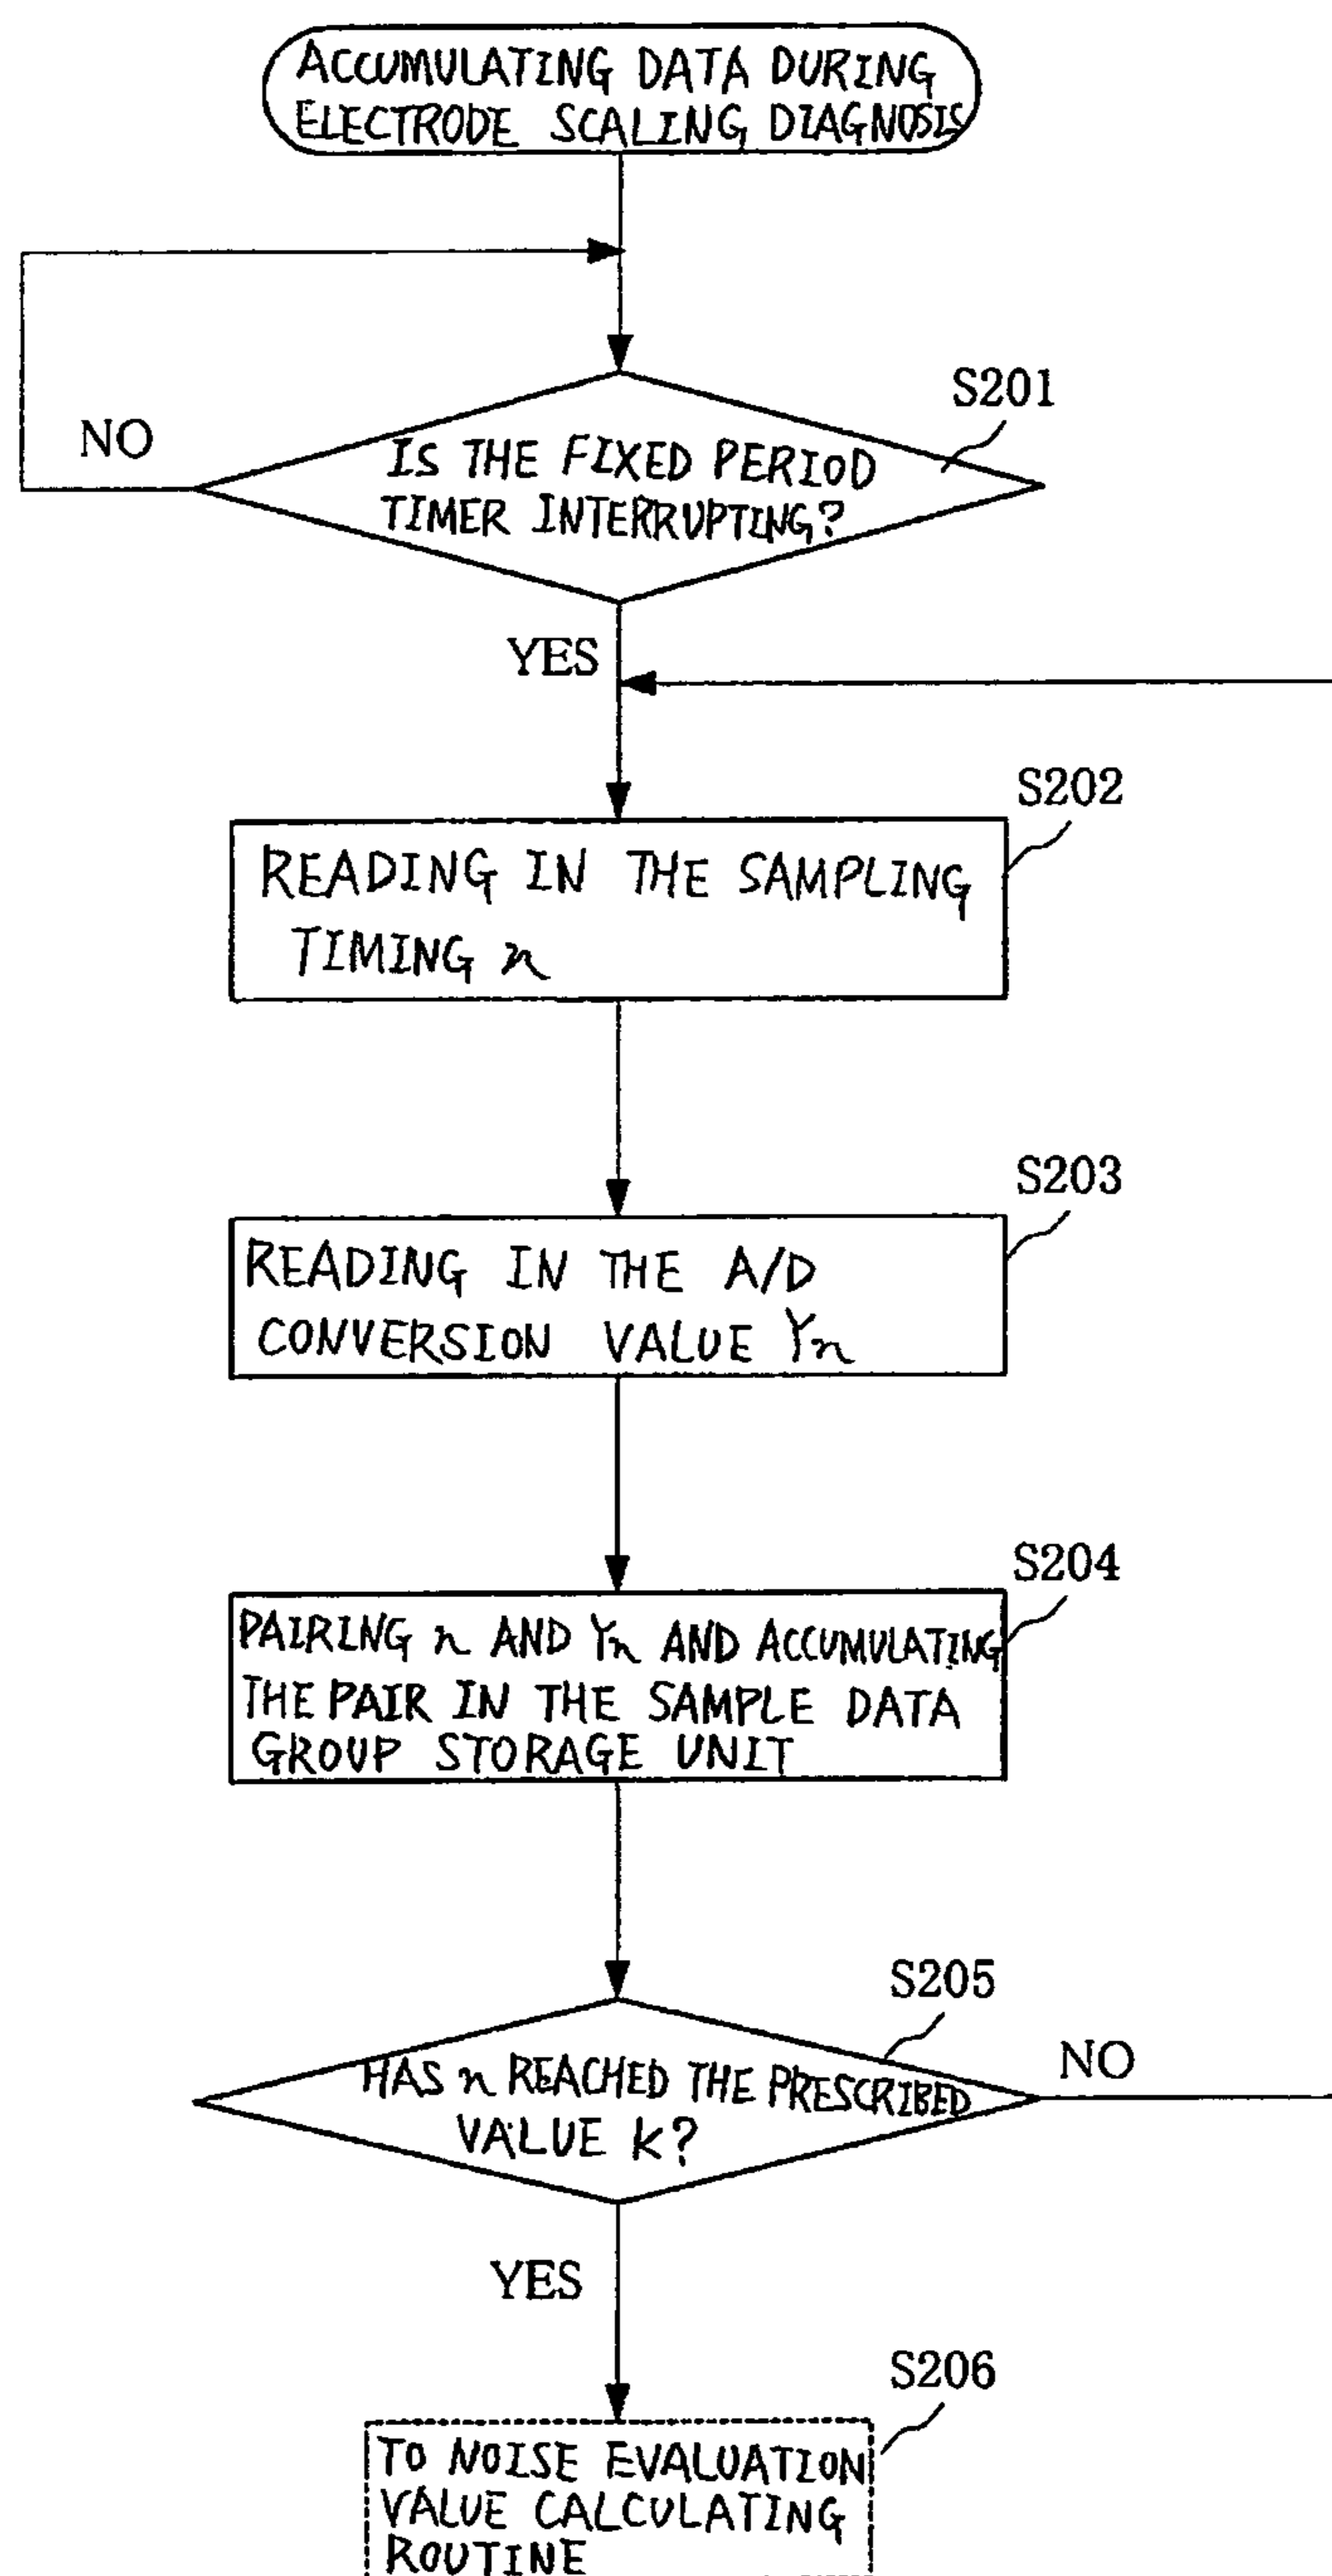 ACCUMULATING DATA DURING
ELECTRODE SCALING DIAGNOSIS
S201
NO
IS THE FIXED PERIOD
TIMER INTERRUPTING?
YES
S202
READING IN THE SAMPLING
TIMING n
S203
READING IN THE A/D
CONVERSION VALUE Yn
S204
PAIRING n AND Yn AND ACCUMULATING
THE PAIR IN THE SAMPLE DATA
GROUP STORAGE UNIT
S205
NO
HAS n REACHED THE PRESCRIBED
VALUE K?
YES
S206
TO NOISE EVALUATION
VALUE CALCULATING
ROUTINE